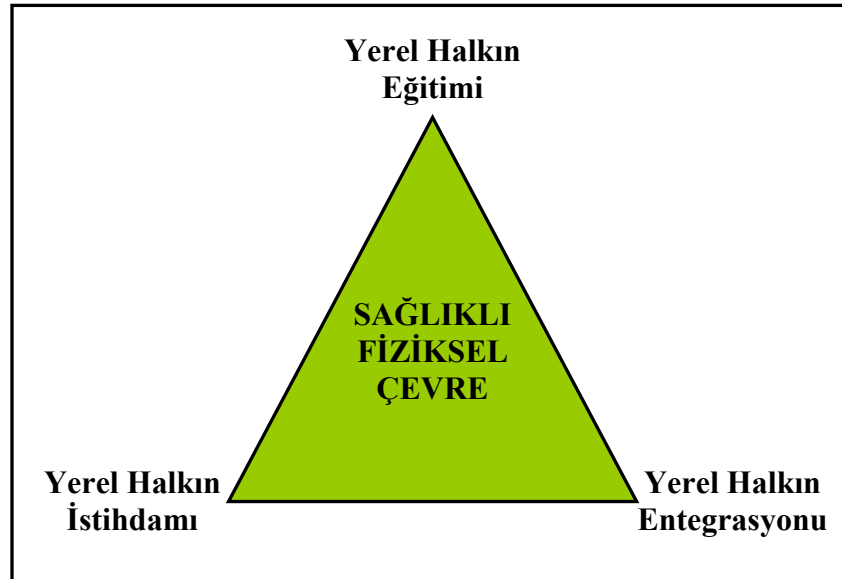 Yerel Halkın
Eğitimi
SAĞLIKLI
FİZİKSEL
ÇEVRE
Yerel Halkın
İstihdamı
Yerel Halkın
Entegrasyonu